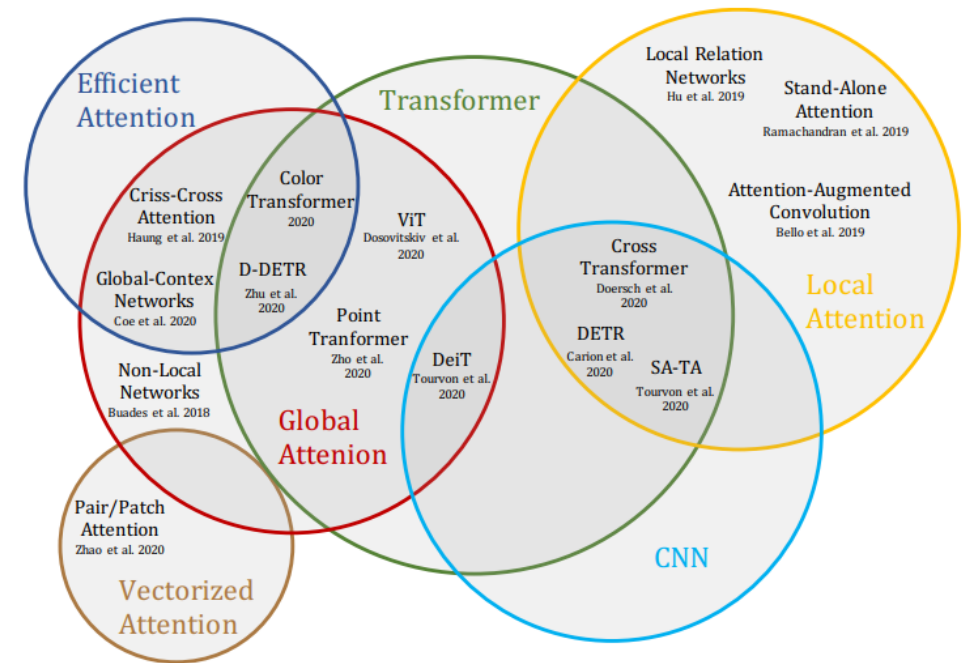 Efficient
Attention
Transformer
Local Relation
Networks
Hu et al. 2019
Stand-Alone
Attention
Ramachandran et al. 2019
Criss-Cross
Attention
Haung et al. 2019
Color
Transformer
2020
ViT
Dosovitskiv et al.
2020
Attention-Augmented
Convolution
Bello et al. 2019
Global-Contex
Networks
Coe et al. 2020
D-DETR
Zhu et al.
2020
Cross
Transformer
Doersch et al.
2020
Local
Attention
Point
Tranformer
Zho et al.
2020
DeiT
Tourvon et al.
2020
DETR
Carion et al.
2020
SA-TA
Tourvon et al.
2020
Non-Local
Networks
Buades et al. 2018
Global
Attenion
Pair/Patch
Attention
Zhao et al. 2020
CNN
Vectorized
Attention